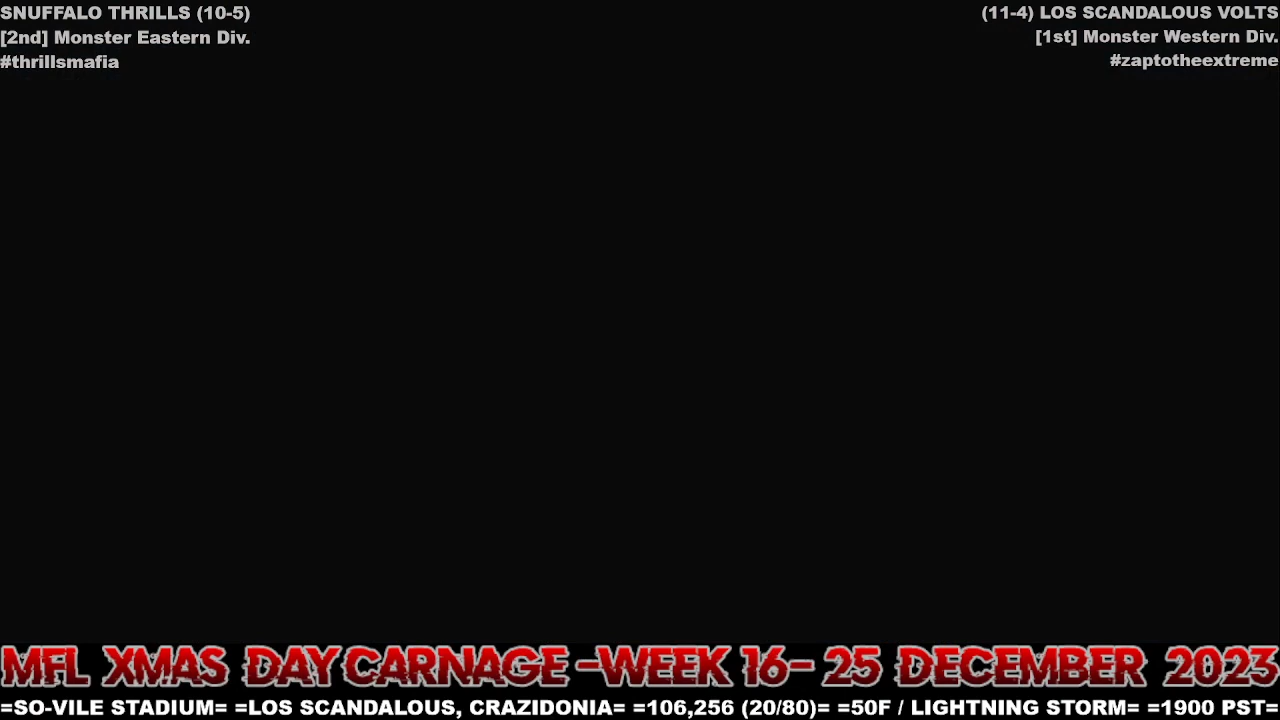 SNUFFALO THRILLS (10-5)
[2nd] Monster Eastern Div.
#thrillsmafia
(11-4) LOS SCANDALOUS VOLTS
[1st] Monster Western Div.
#zaptotheextreme
MFL XMAS DAY CARNAGE -WEEK 16- 25 DECEMBER 2023
=SO-VILE STADIUM= =LOS SCANDALOUS, CRAZIDONIA= =106,256 (20/80)= =50F / LIGHTNING STORM= =1900 PST=